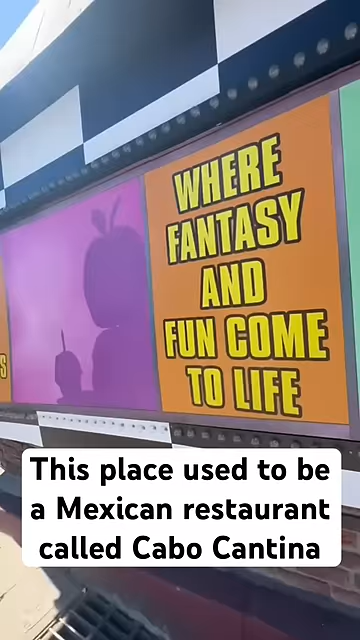 WHERE
FANTASY
AND
FUN COME
TO LIFE
S
This place used to be
a Mexican restaurant
called Cabo Cantina